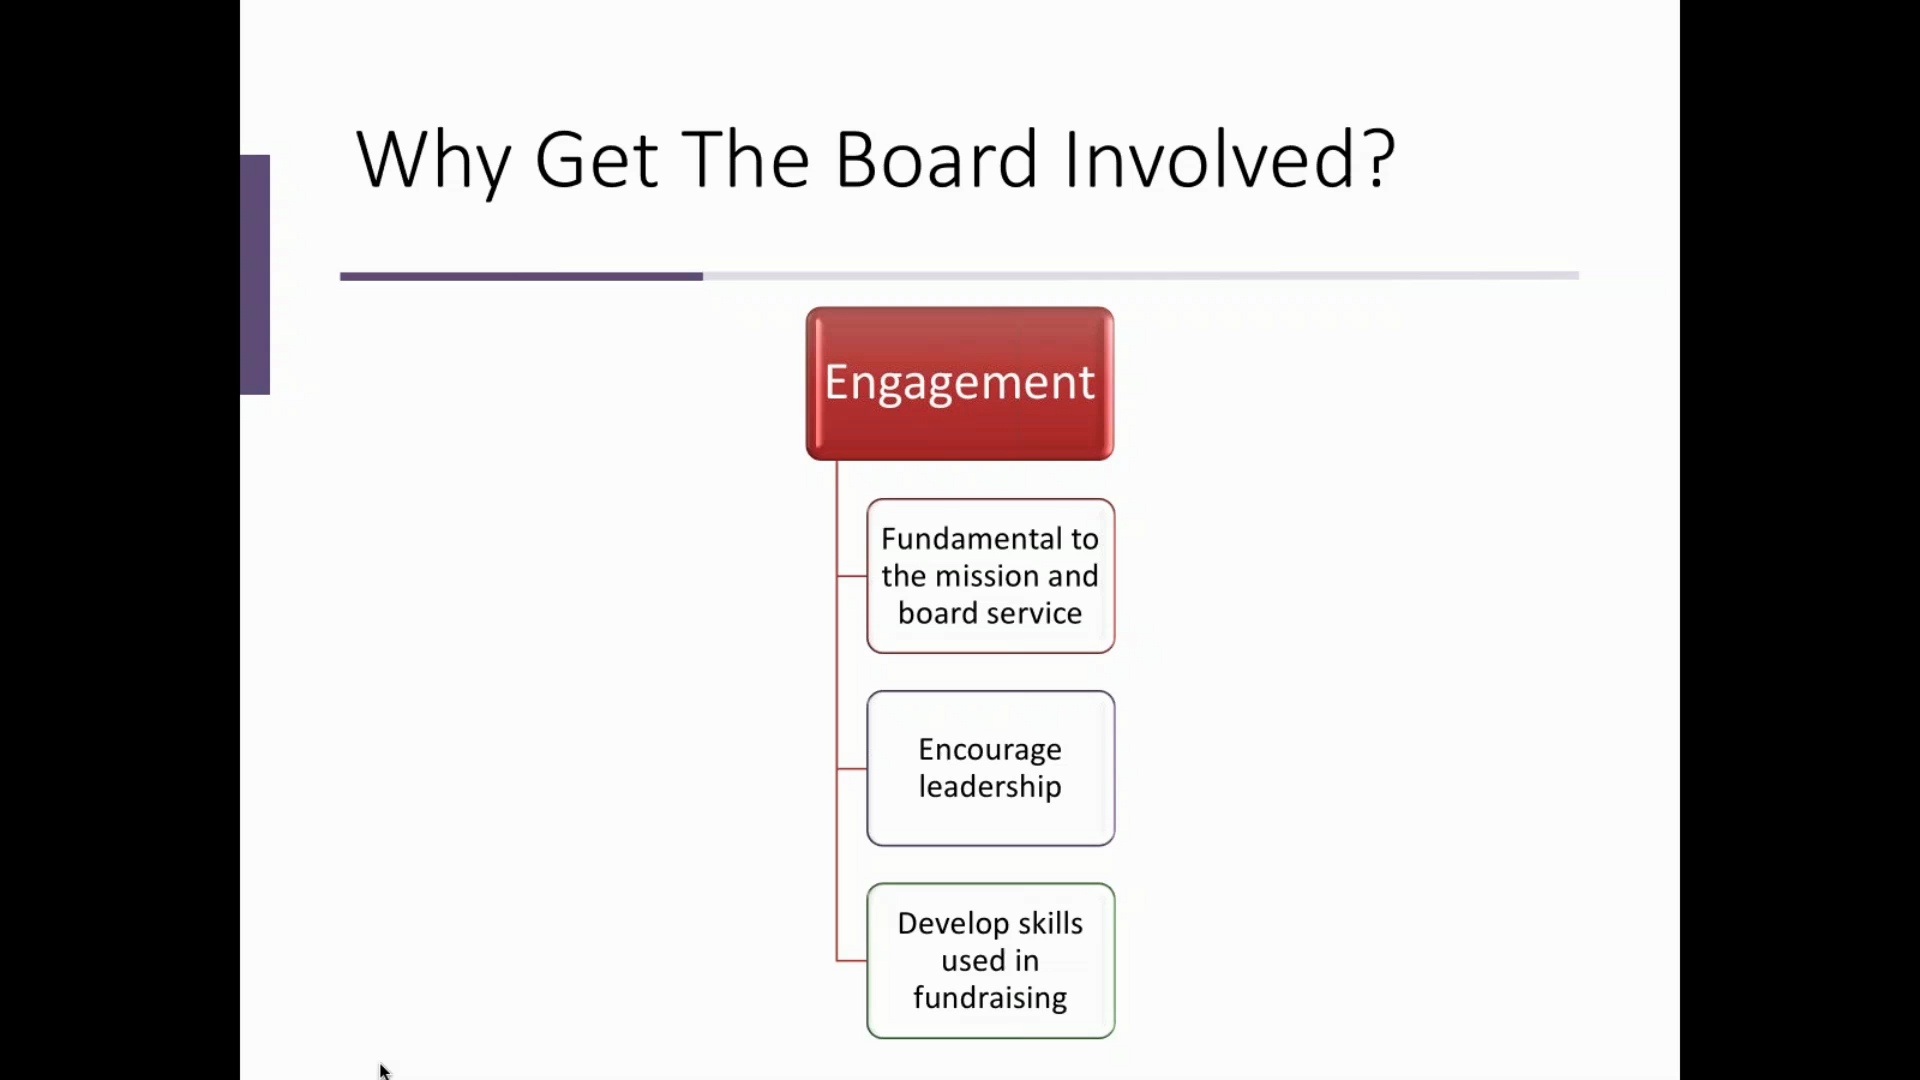 Why Get The Board Involved?
Engagement
Fundamental to
the mission and
board service
Encourage
leadership
Develop skills
used in
fundraising